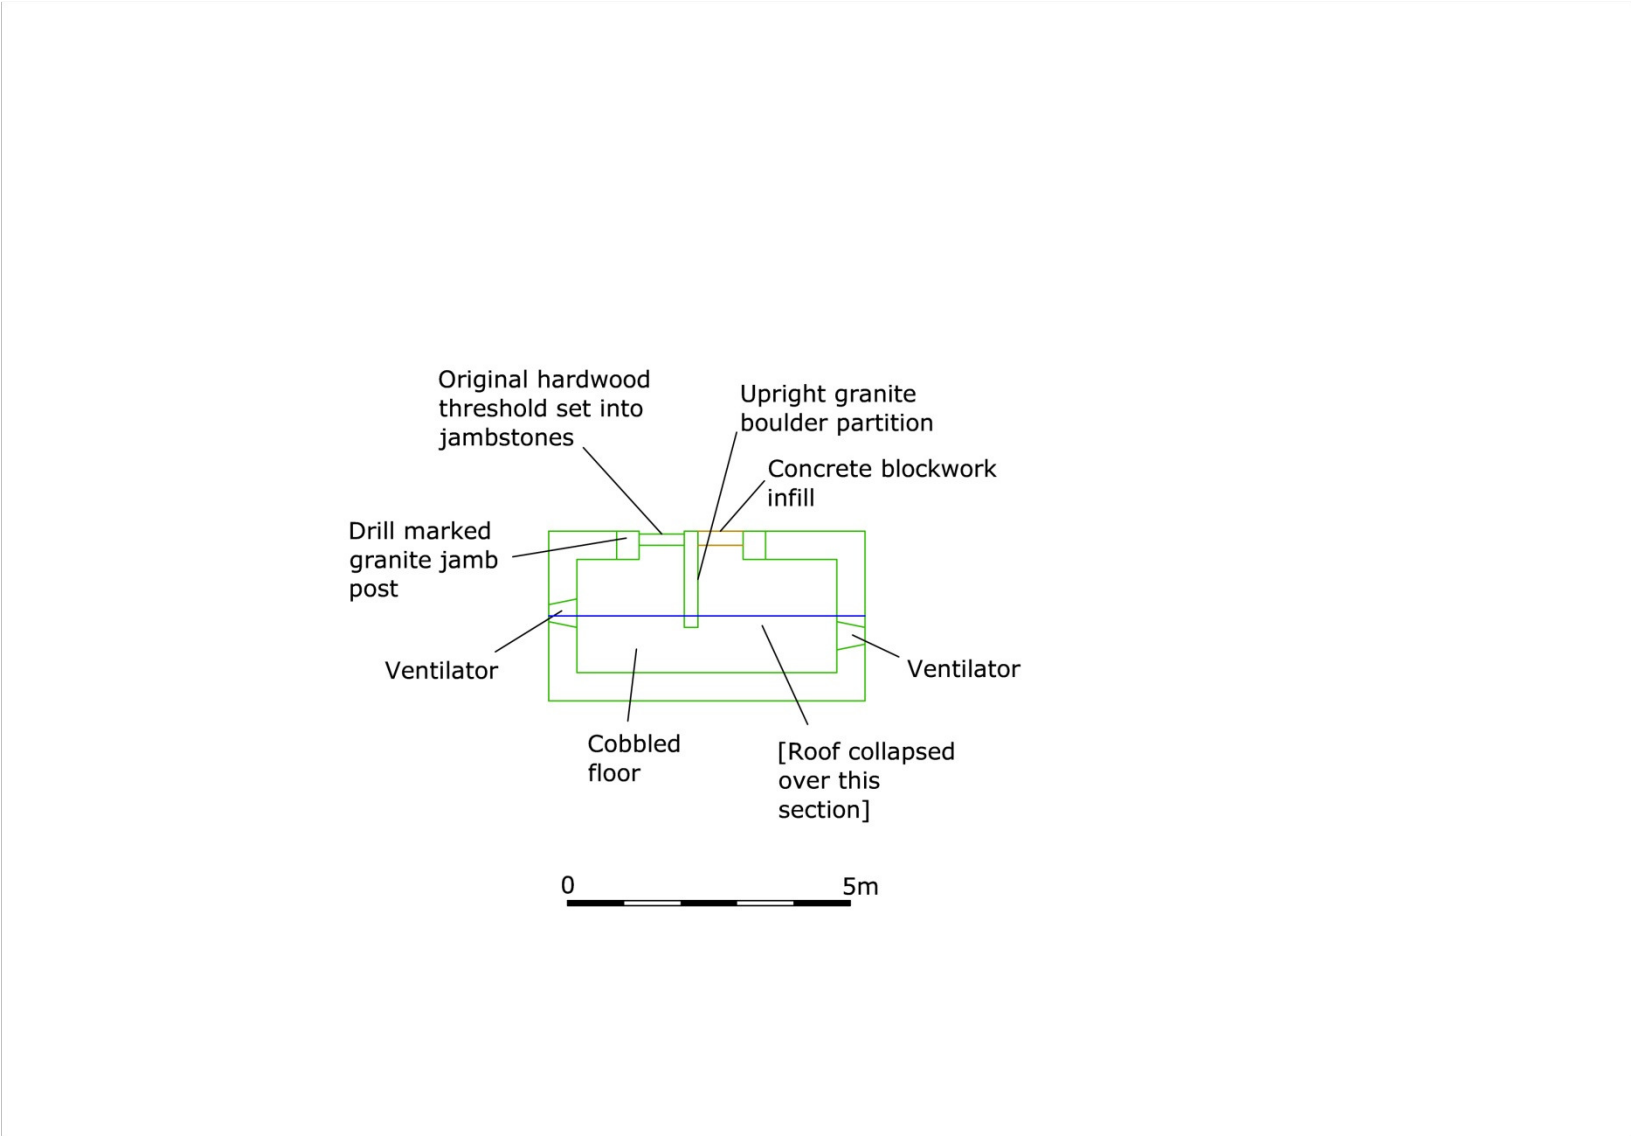 Original hardwood
threshold set into
jambstones
Upright granite
boulder partition
Concrete blockwork
infill
Drill marked
granite jamb
post
Ventilator
Ventilator
Cobbled
floor
[Roof collapsed
over this
section]
0 5m